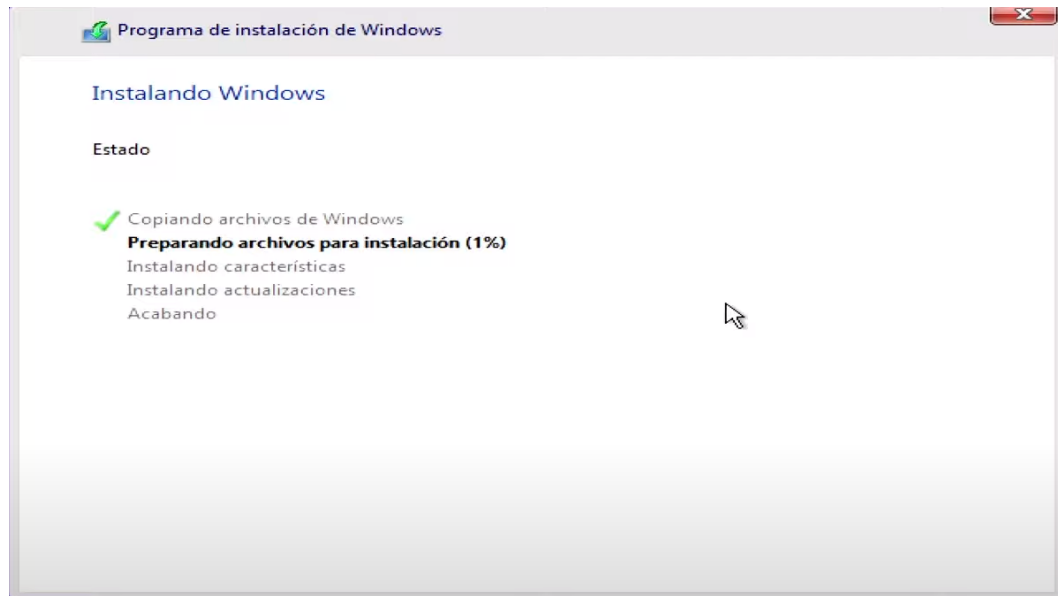 Programa de instalación de Windows
Instalando Windows
Estado
Copiando archivos de Windows
Preparando archivos para instalación (1%)
Instalando características
Instalando actualizaciones
Acabando